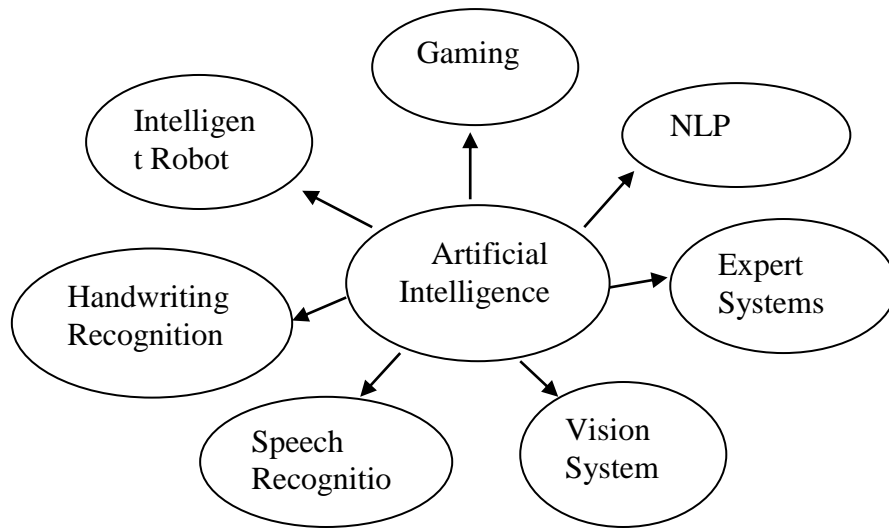 Gaming
Intelligen
t Robot
NLP
Artificial
Intelligence
Expert
Systems
Handwriting
Recognition
Speech
Recognitio
Vision
System